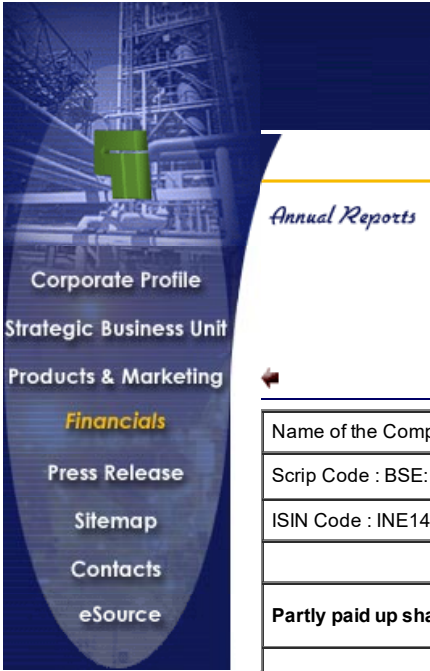 Annual Reports
Corporate Profile
Strategic Business Unit
Products & Marketing
Financials
Press Release
Sitemap
Contacts
eSource
Name of the Comp
Scrip Code : BSE:
ISIN Code : INE14
Partly paid up sha